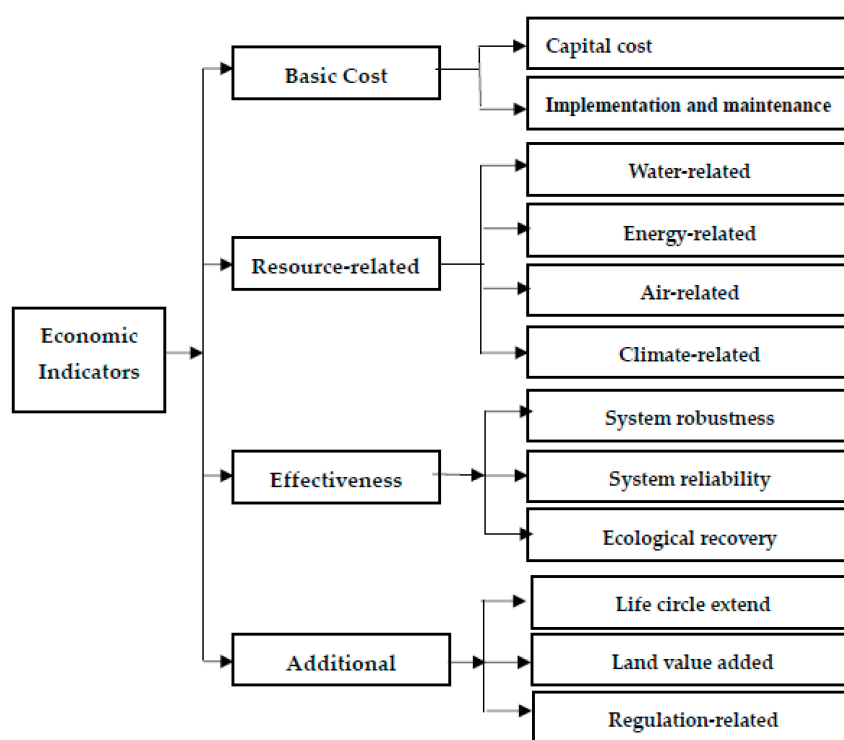 Economic
Indicators
Basic Cost
Capital cost
Implementation and maintenance
Resource-related
Water-related
Energy-related
Air-related
Climate-related
Effectiveness
System robustness
System reliability
Ecological recovery
Additional
Life circle extend
Land value added
Regulation-related